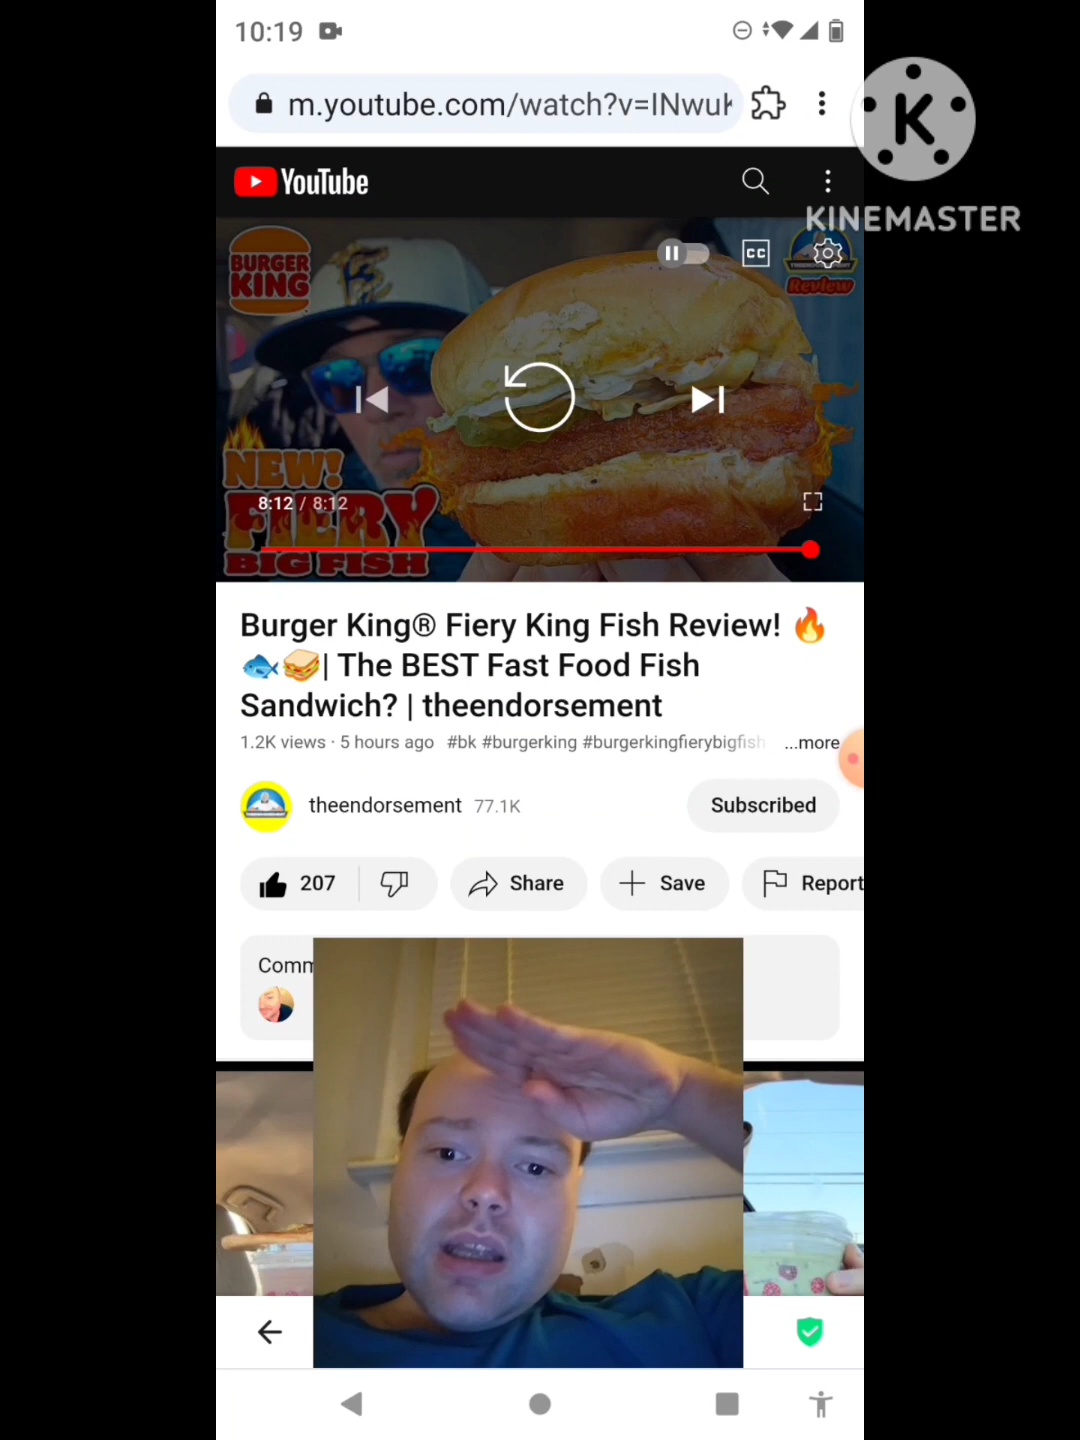 10:19
m.youtube.com/watch?v=INwuk
K
KINEMASTER
YouTube
BURGER
KING
CC
Review
NEW!
FIERY
BIG FISH
8:12 / 8:12
Burger King® Fiery King Fish Review! 🔥
🐟🥪| The BEST Fast Food Fish
Sandwich? | theendorsement
1.2K views · 5 hours ago #bk #burgerking #burgerkingfierybigfish ...more
theendorsement 77.1K
Subscribed
207
Share
Save
Report
Comm